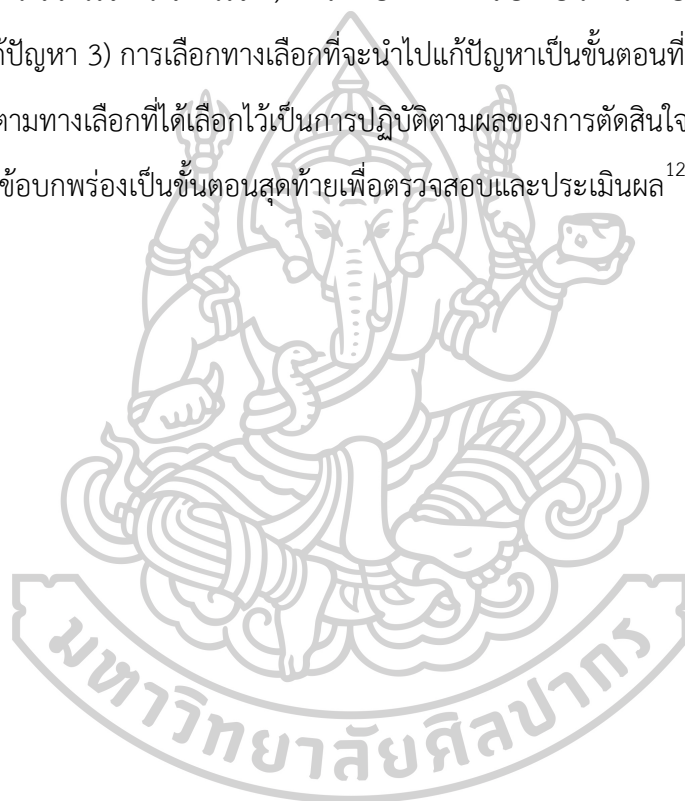 ก้ปัญหา 3) การเลือกทางเลือกที่จะนำไปแก้ปัญหาเป็นขั้นตอนที่
ตามทางเลือกที่ได้เลือกไว้เป็นการปฏิบัติตามผลของการตัดสินใจ
ข้อบกพร่องเป็นขั้นตอนสุดท้ายเพื่อตรวจสอบและประเมินผล12
มหาวิทยาลัยศิลปากร